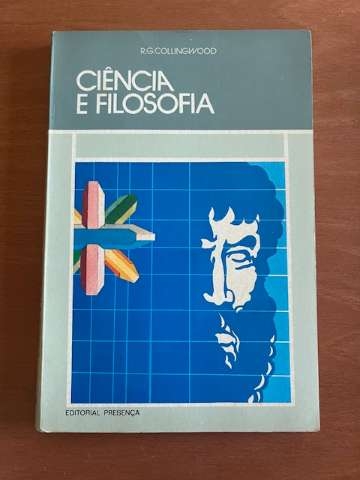 R.G.COLLINGWOOD
CIÊNCIA
E FILOSOFIA
EDITORIAL PRESENÇA